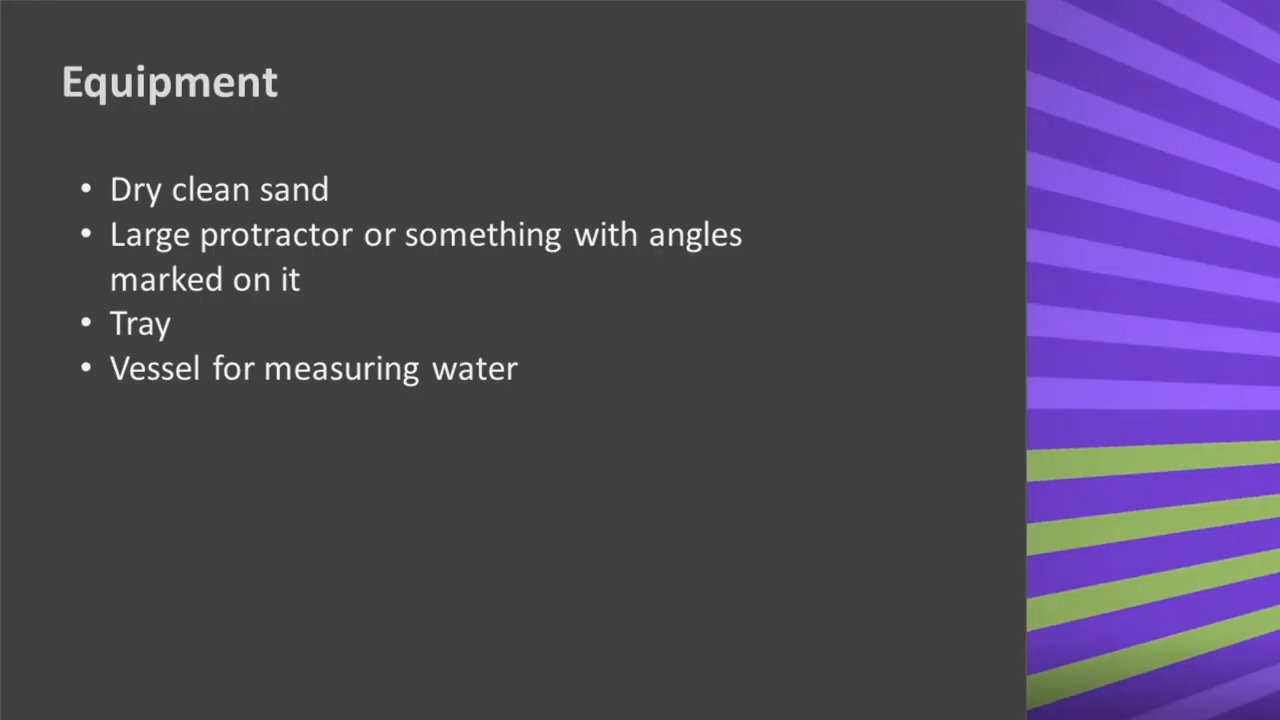 Equipment
• Dry clean sand
• Large protractor or something with angles
marked on it
• Tray
• Vessel for measuring water